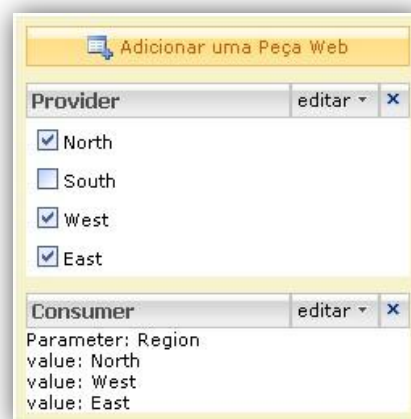 Adicionar uma Peça Web
Provider editar
North
South
West
East
Consumer editar
Parameter: Region
value: North
value: West
value: East